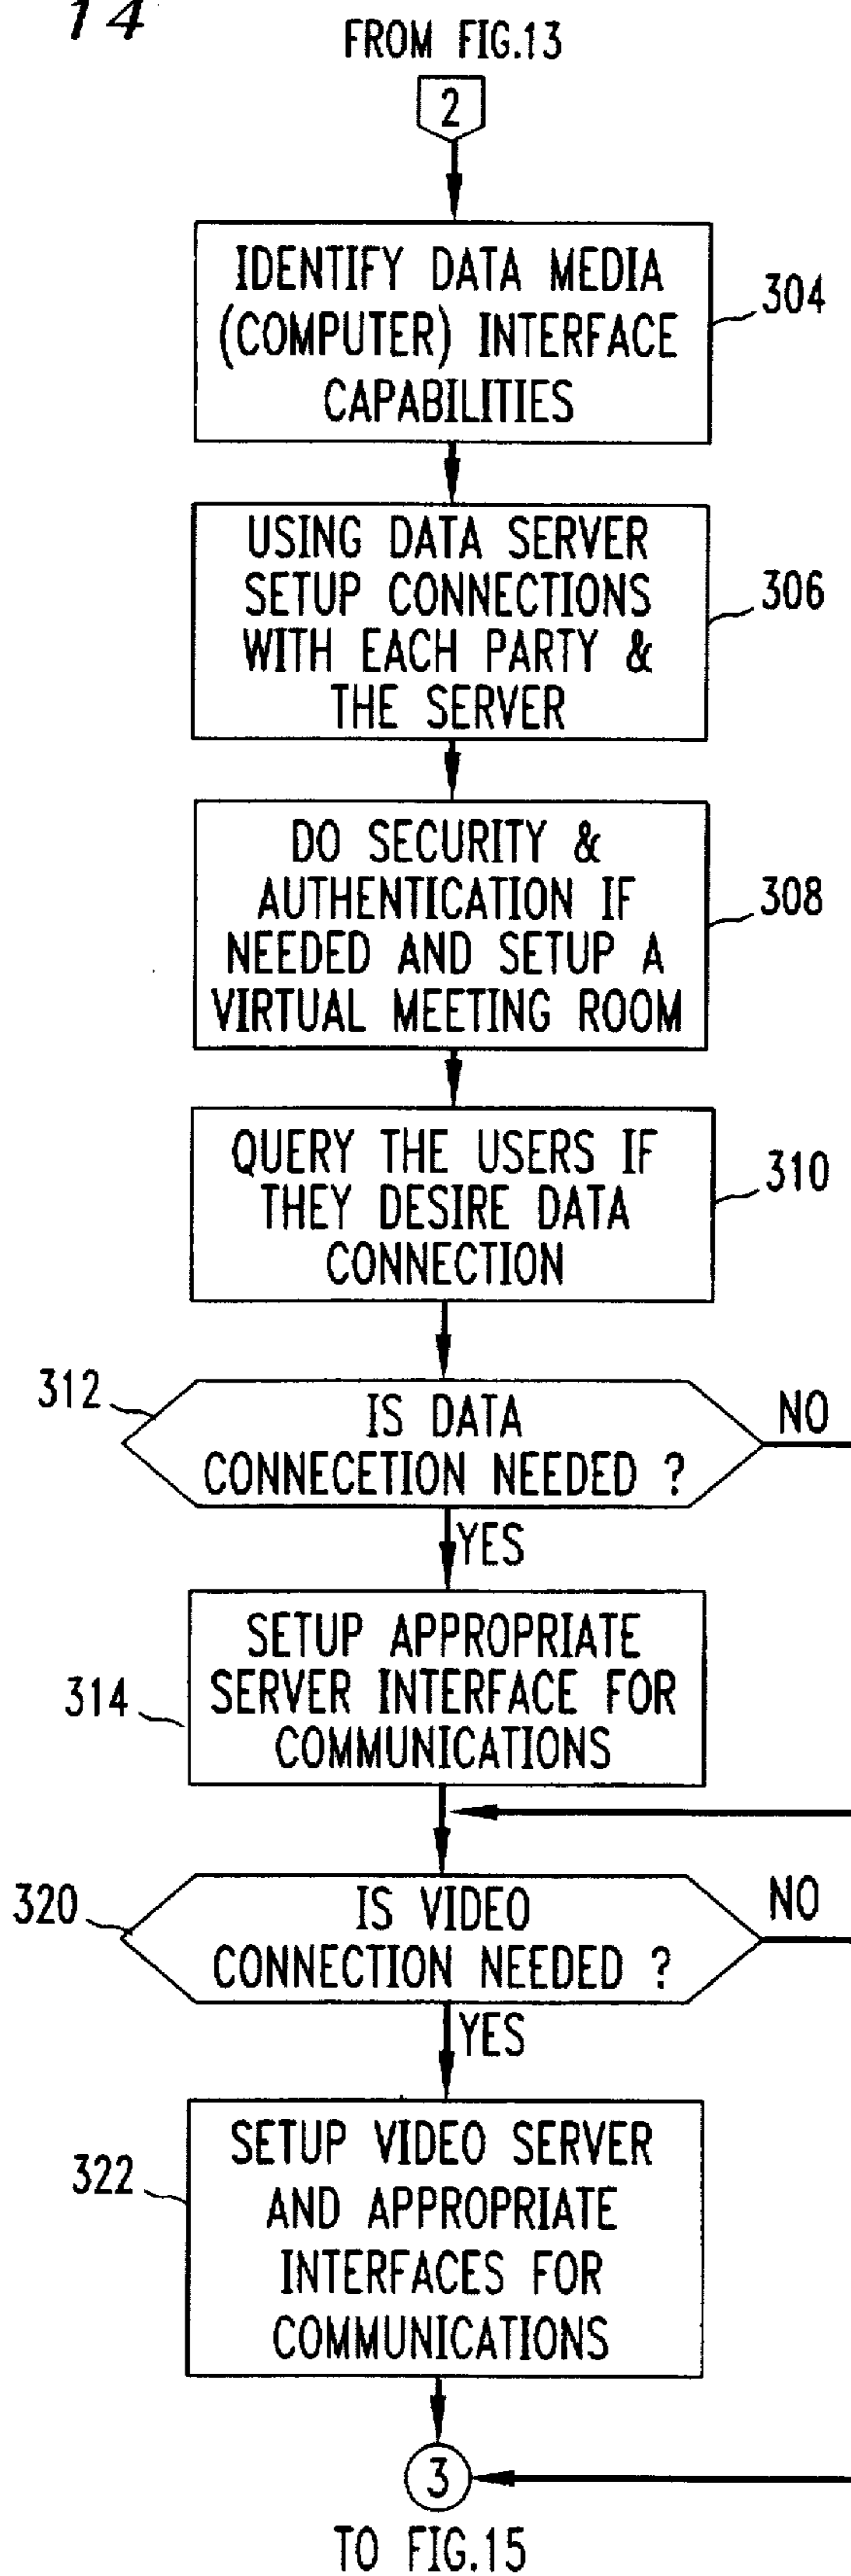 14
FROM FIG.13
2
IDENTIFY DATA MEDIA
(COMPUTER) INTERFACE
CAPABILITIES
304
USING DATA SERVER
SETUP CONNECTIONS
WITH EACH PARTY &
THE SERVER
306
DO SECURITY &
AUTHENTICATION IF
NEEDED AND SETUP A
VIRTUAL MEETING ROOM
308
QUERY THE USERS IF
THEY DESIRE DATA
CONNECTION
310
312
IS DATA
CONNECETION NEEDED ?
NO
YES
SETUP APPROPRIATE
SERVER INTERFACE FOR
COMMUNICATIONS
314
320
IS VIDEO
CONNECTION NEEDED ?
NO
YES
SETUP VIDEO SERVER
AND APPROPRIATE
INTERFACES FOR
COMMUNICATIONS
322
3
TO FIG.15